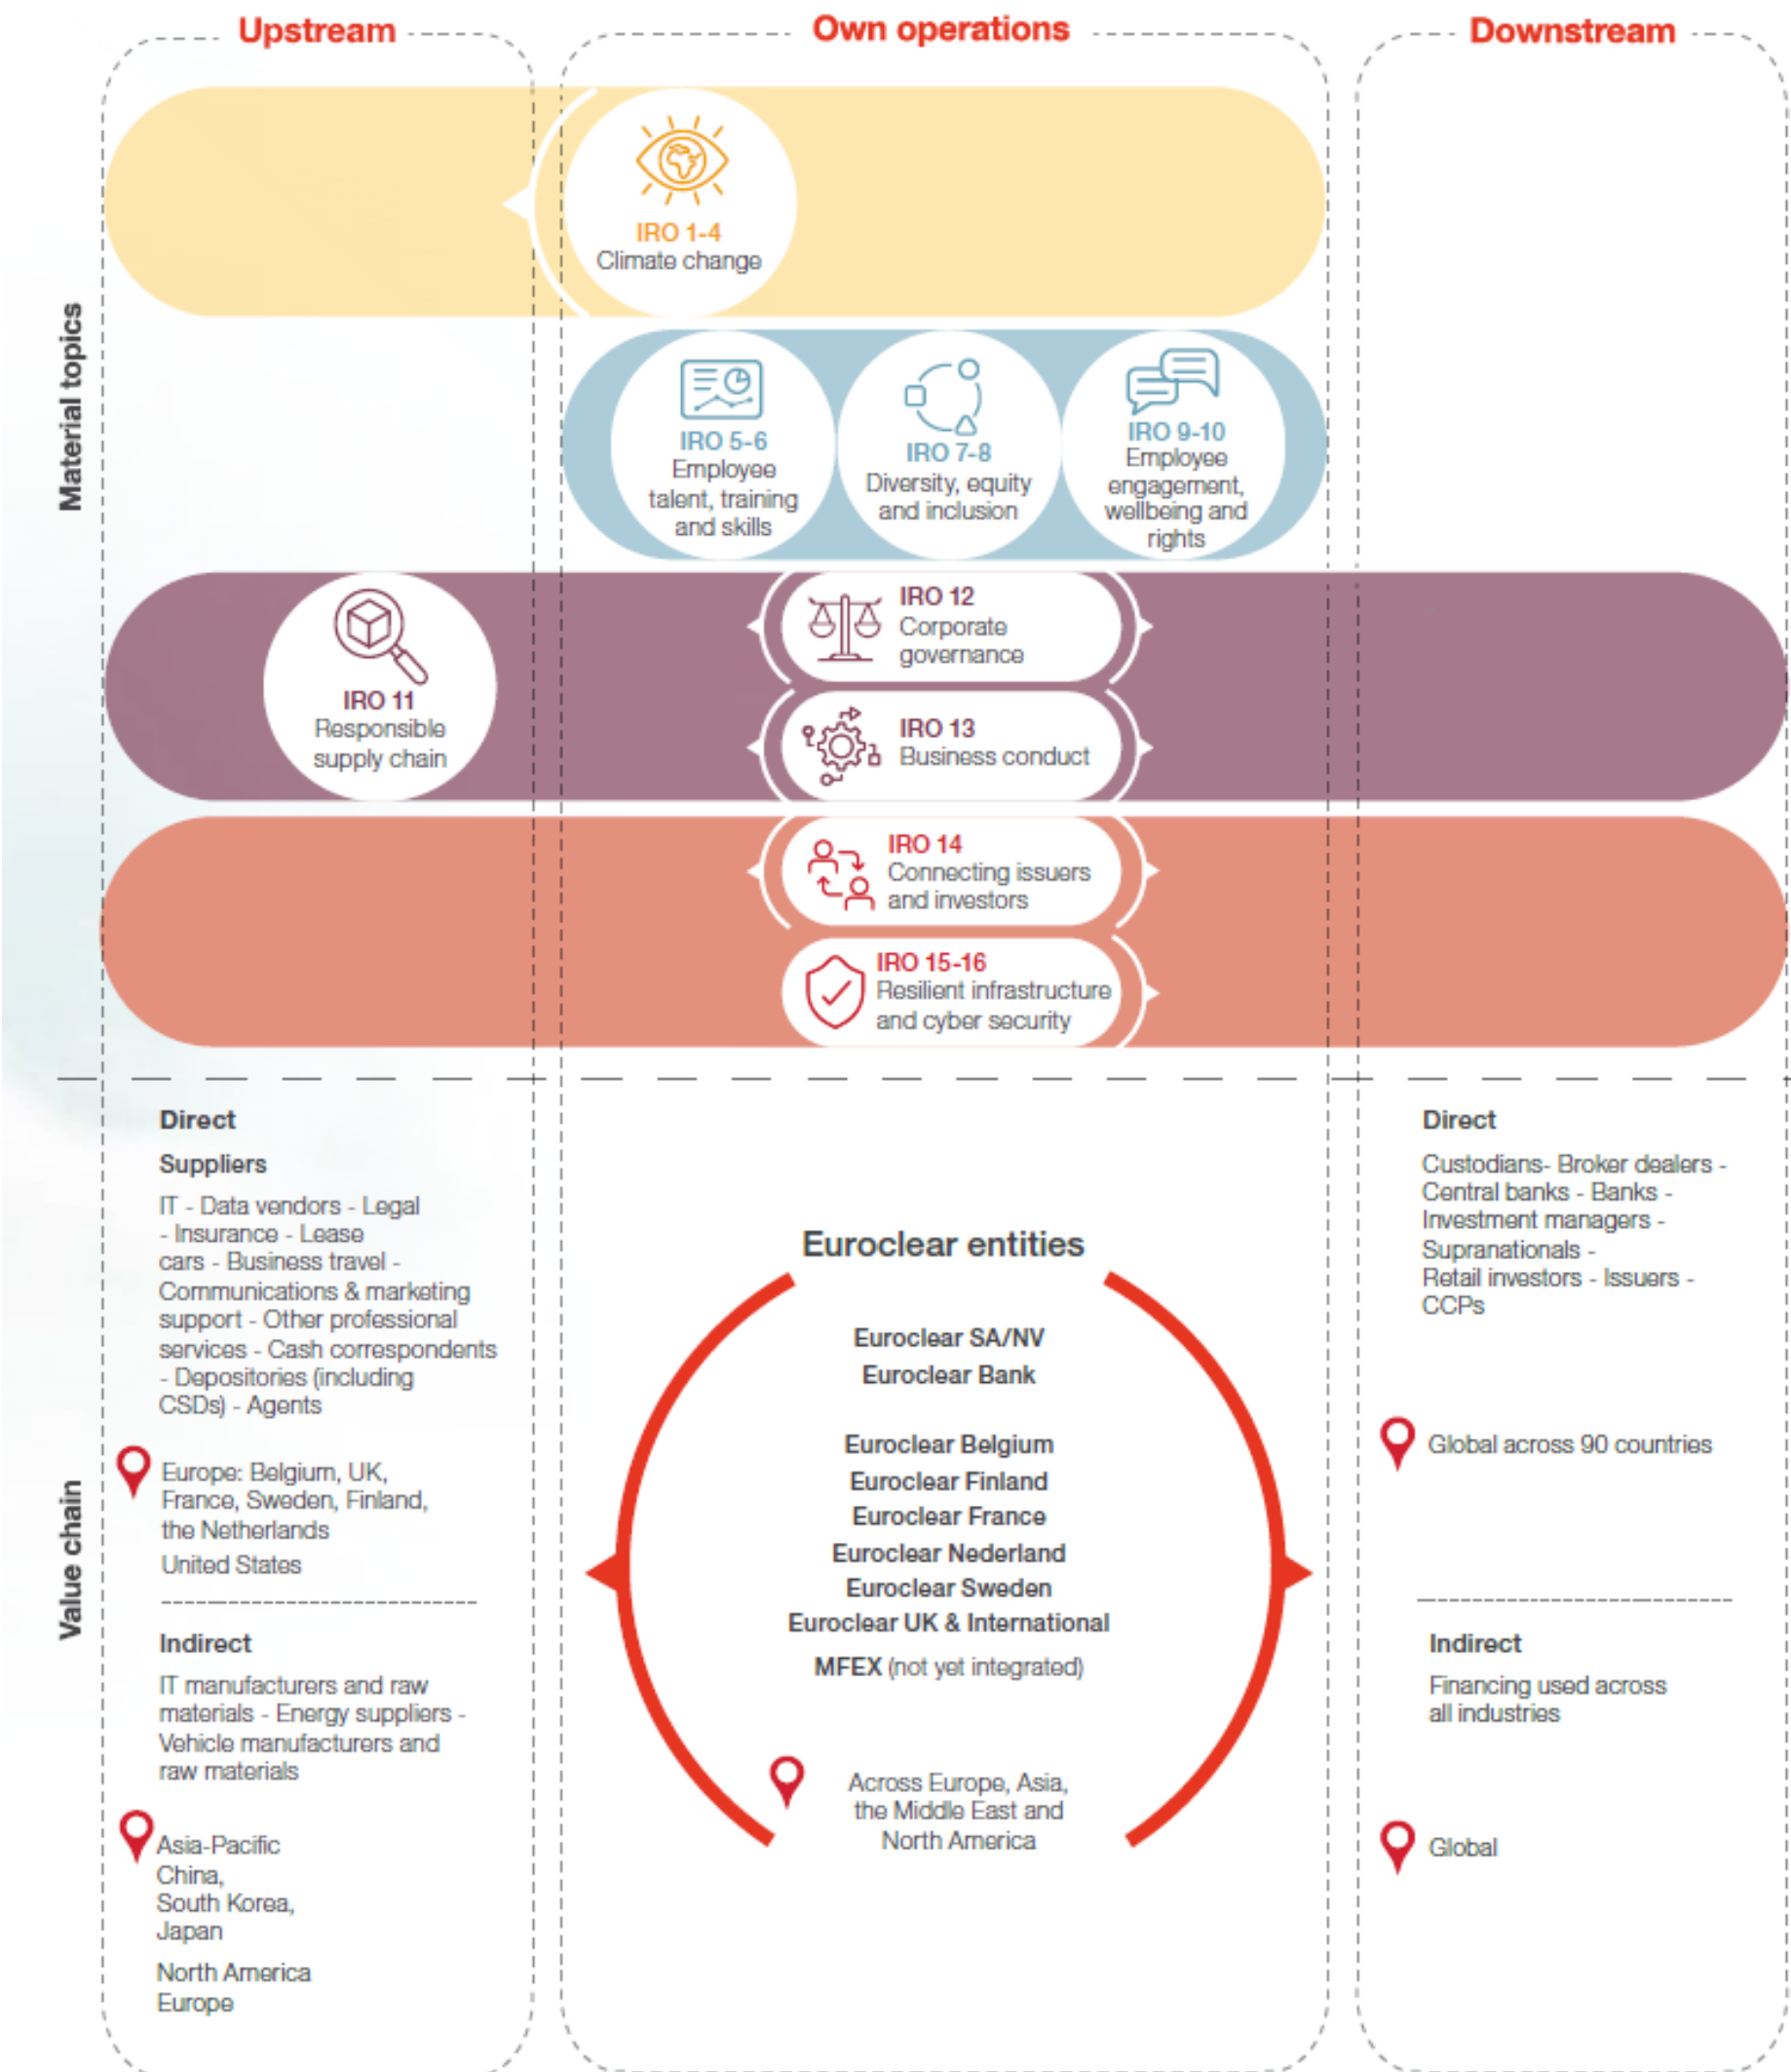 Upstream
Own operations
Downstream
Material topics
IRO 1-4
Climate change
IRO 5-6
Employee
talent, training
and skills
IRO 7-8
Diversity, equity
and inclusion
IRO 9-10
Employee
engagement,
wellbeing and
rights
IRO 11
Responsible
supply chain
IRO 12
Corporate
governance
IRO 13
Business conduct
IRO 14
Connecting issuers
and investors
IRO 15-16
Resilient infrastructure
and cyber security
Value chain
Direct
Suppliers
IT - Data vendors - Legal
- Insurance - Lease
cars - Business travel -
Communications & marketing
support - Other professional
services - Cash correspondents
- Depositories (including
CSDs) - Agents
Europe: Belgium, UK,
France, Sweden, Finland,
the Netherlands
United States
Indirect
IT manufacturers and raw
materials - Energy suppliers -
Vehicle manufacturers and
raw materials
Asia-Pacific
China,
South Korea,
Japan
North America
Europe
Euroclear entities
Euroclear SA/NV
Euroclear Bank
Euroclear Belgium
Euroclear Finland
Euroclear France
Euroclear Nederland
Euroclear Sweden
Euroclear UK & International
MFEX (not yet integrated)
Across Europe, Asia,
the Middle East and
North America
Direct
Custodians- Broker dealers -
Central banks - Banks -
Investment managers -
Supranationals -
Retail investors - Issuers -
CCPs
Global across 90 countries
Indirect
Financing used across
all industries
Global